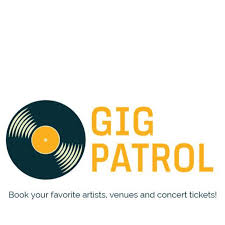 GIG
PATROL
Book your favorite artists, venues and concert tickets!